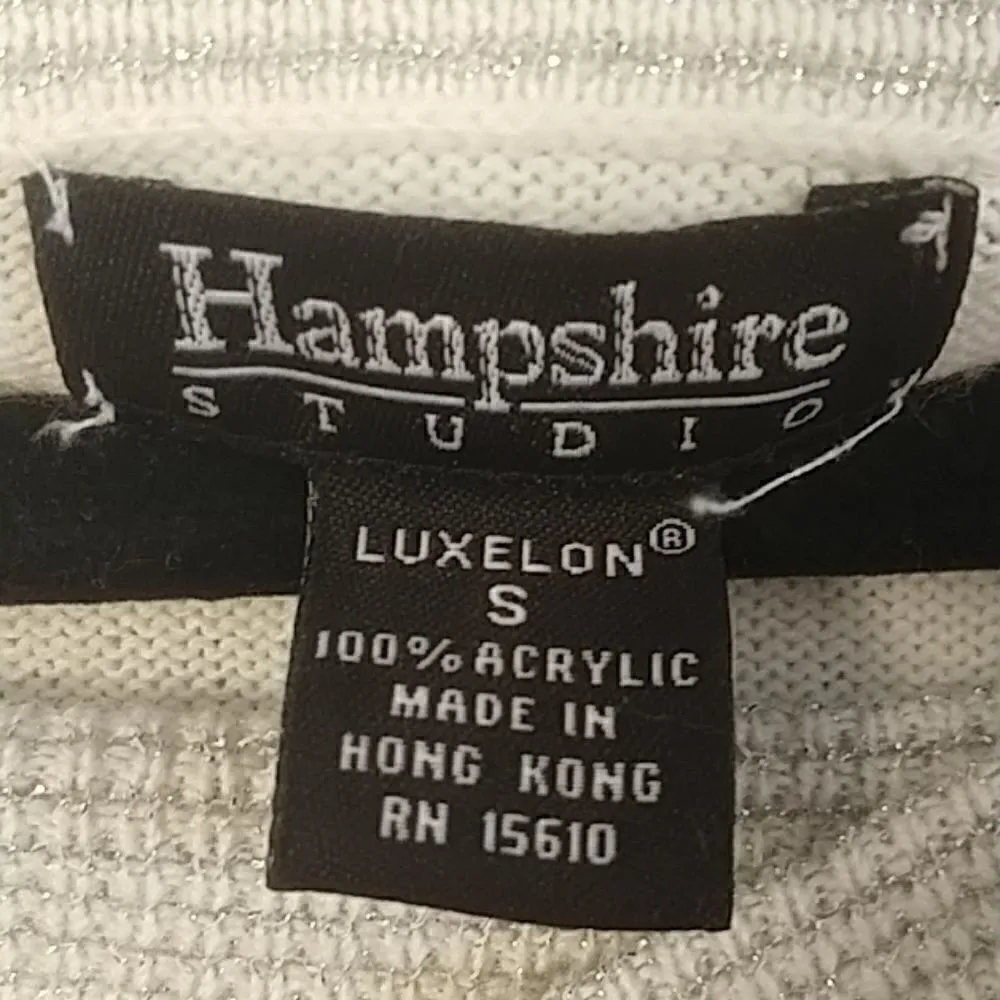 Hampshire
STUDIO
LUXELON®
S
100% ACRYLIC
MADE IN
HONG KONG
RN 15610